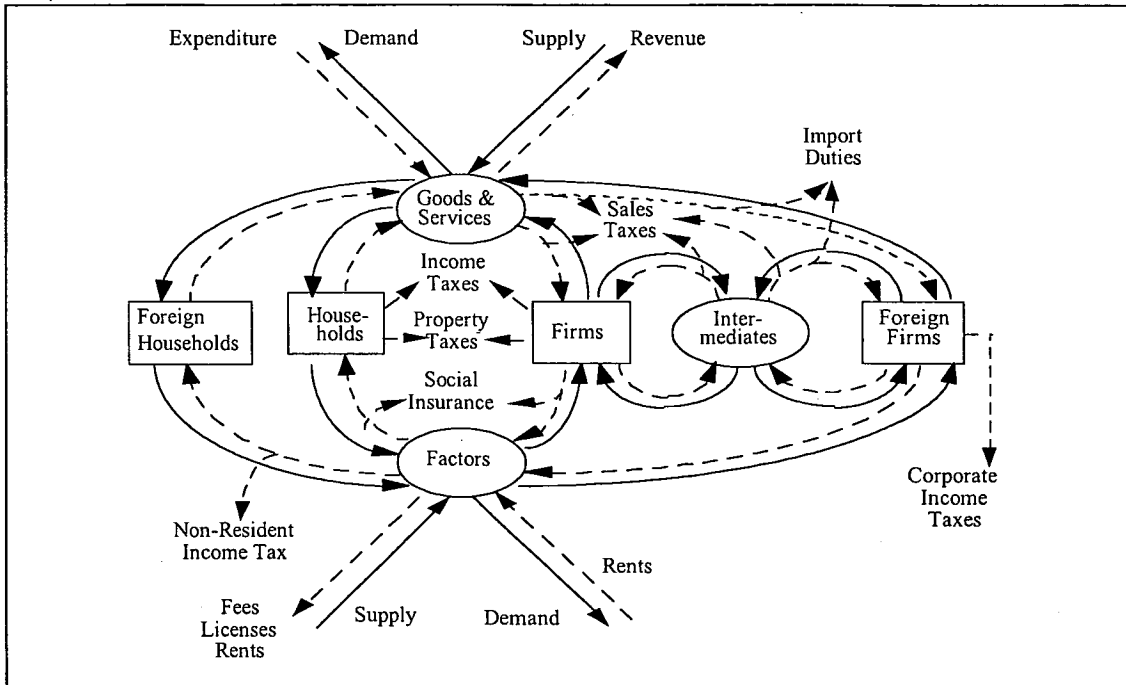 Expenditure
Demand
Supply
Revenue
Import
Duties
Goods &
Services
Sales
Taxes
Income
Taxes
Foreign
Households
House-
holds
Property
Taxes
Firms
Inter-
mediates
Foreign
Firms
Social
Insurance
Factors
Corporate
Income
Taxes
Non-Resident
Income Tax
Rents
Fees
Licenses
Rents
Supply
Demand